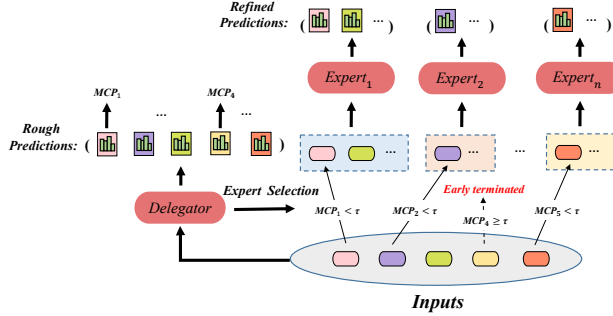 Refined
Predictions: ( ... ) ( ... ) ( ... )
Expert₁ Expert₂ Expertₙ
MCP₁ MCP₄
... ...
Rough
Predictions: ( )
... ... ... ...
Delegator
Expert Selection
Early terminated
MCP₁ < τ MCP₂ < τ MCP₄ ≥ τ MCP₅ < τ
Inputs